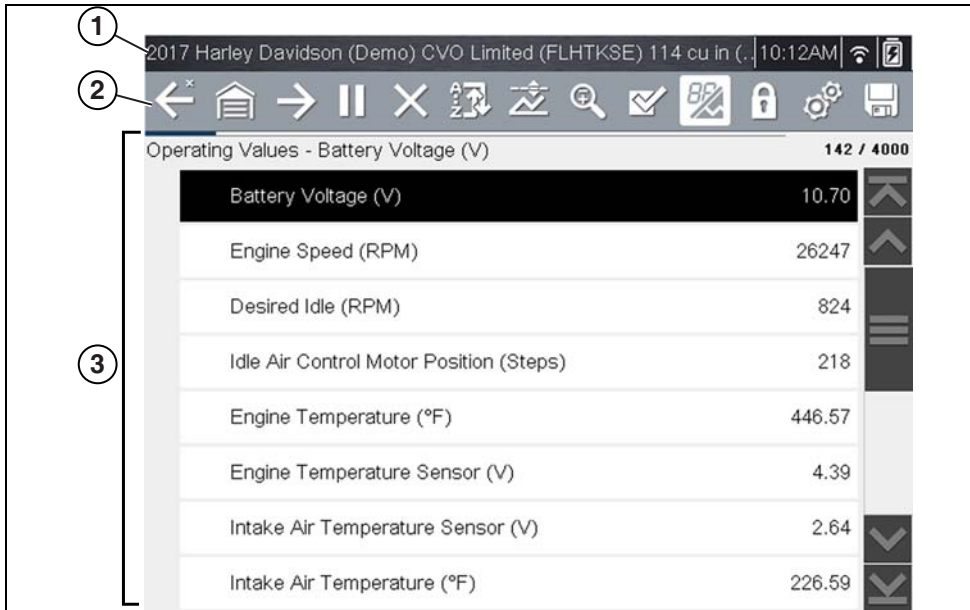 1
2017 Harley Davidson (Demo) CVO Limited (FLHTKSE) 114 cu in (.. 10:12AM
2
Operating Values - Battery Voltage (V) 142 / 4000
Battery Voltage (V) 10.70
Engine Speed (RPM) 26247
Desired Idle (RPM) 824
3
Idle Air Control Motor Position (Steps) 218
Engine Temperature (°F) 446.57
Engine Temperature Sensor (V) 4.39
Intake Air Temperature Sensor (V) 2.64
Intake Air Temperature (°F) 226.59